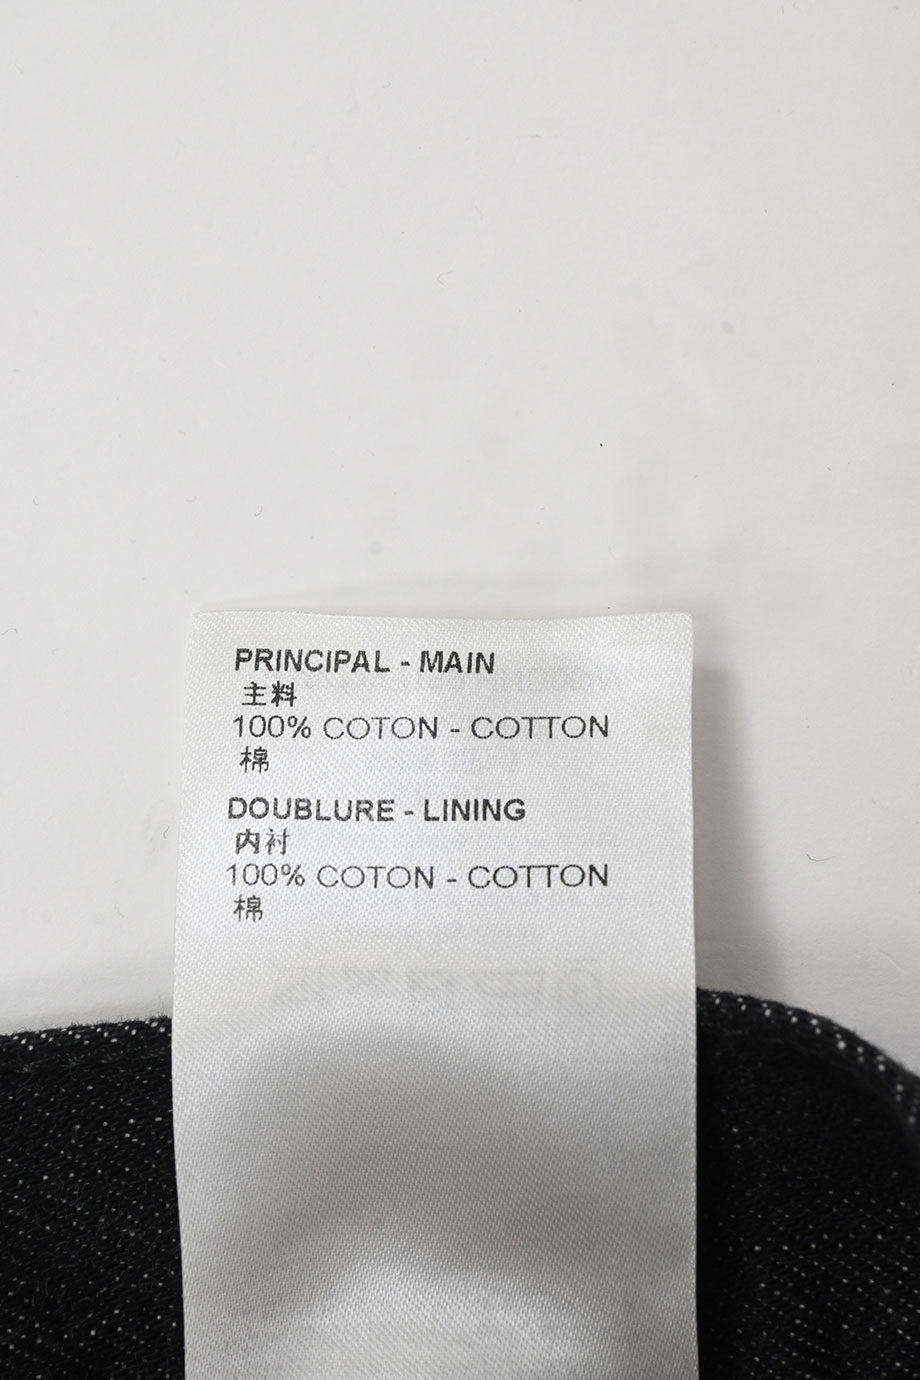 PRINCIPAL - MAIN
主料
100% COTON - COTTON
棉
DOUBLURE - LINING
内衬
100% COTON - COTTON
棉